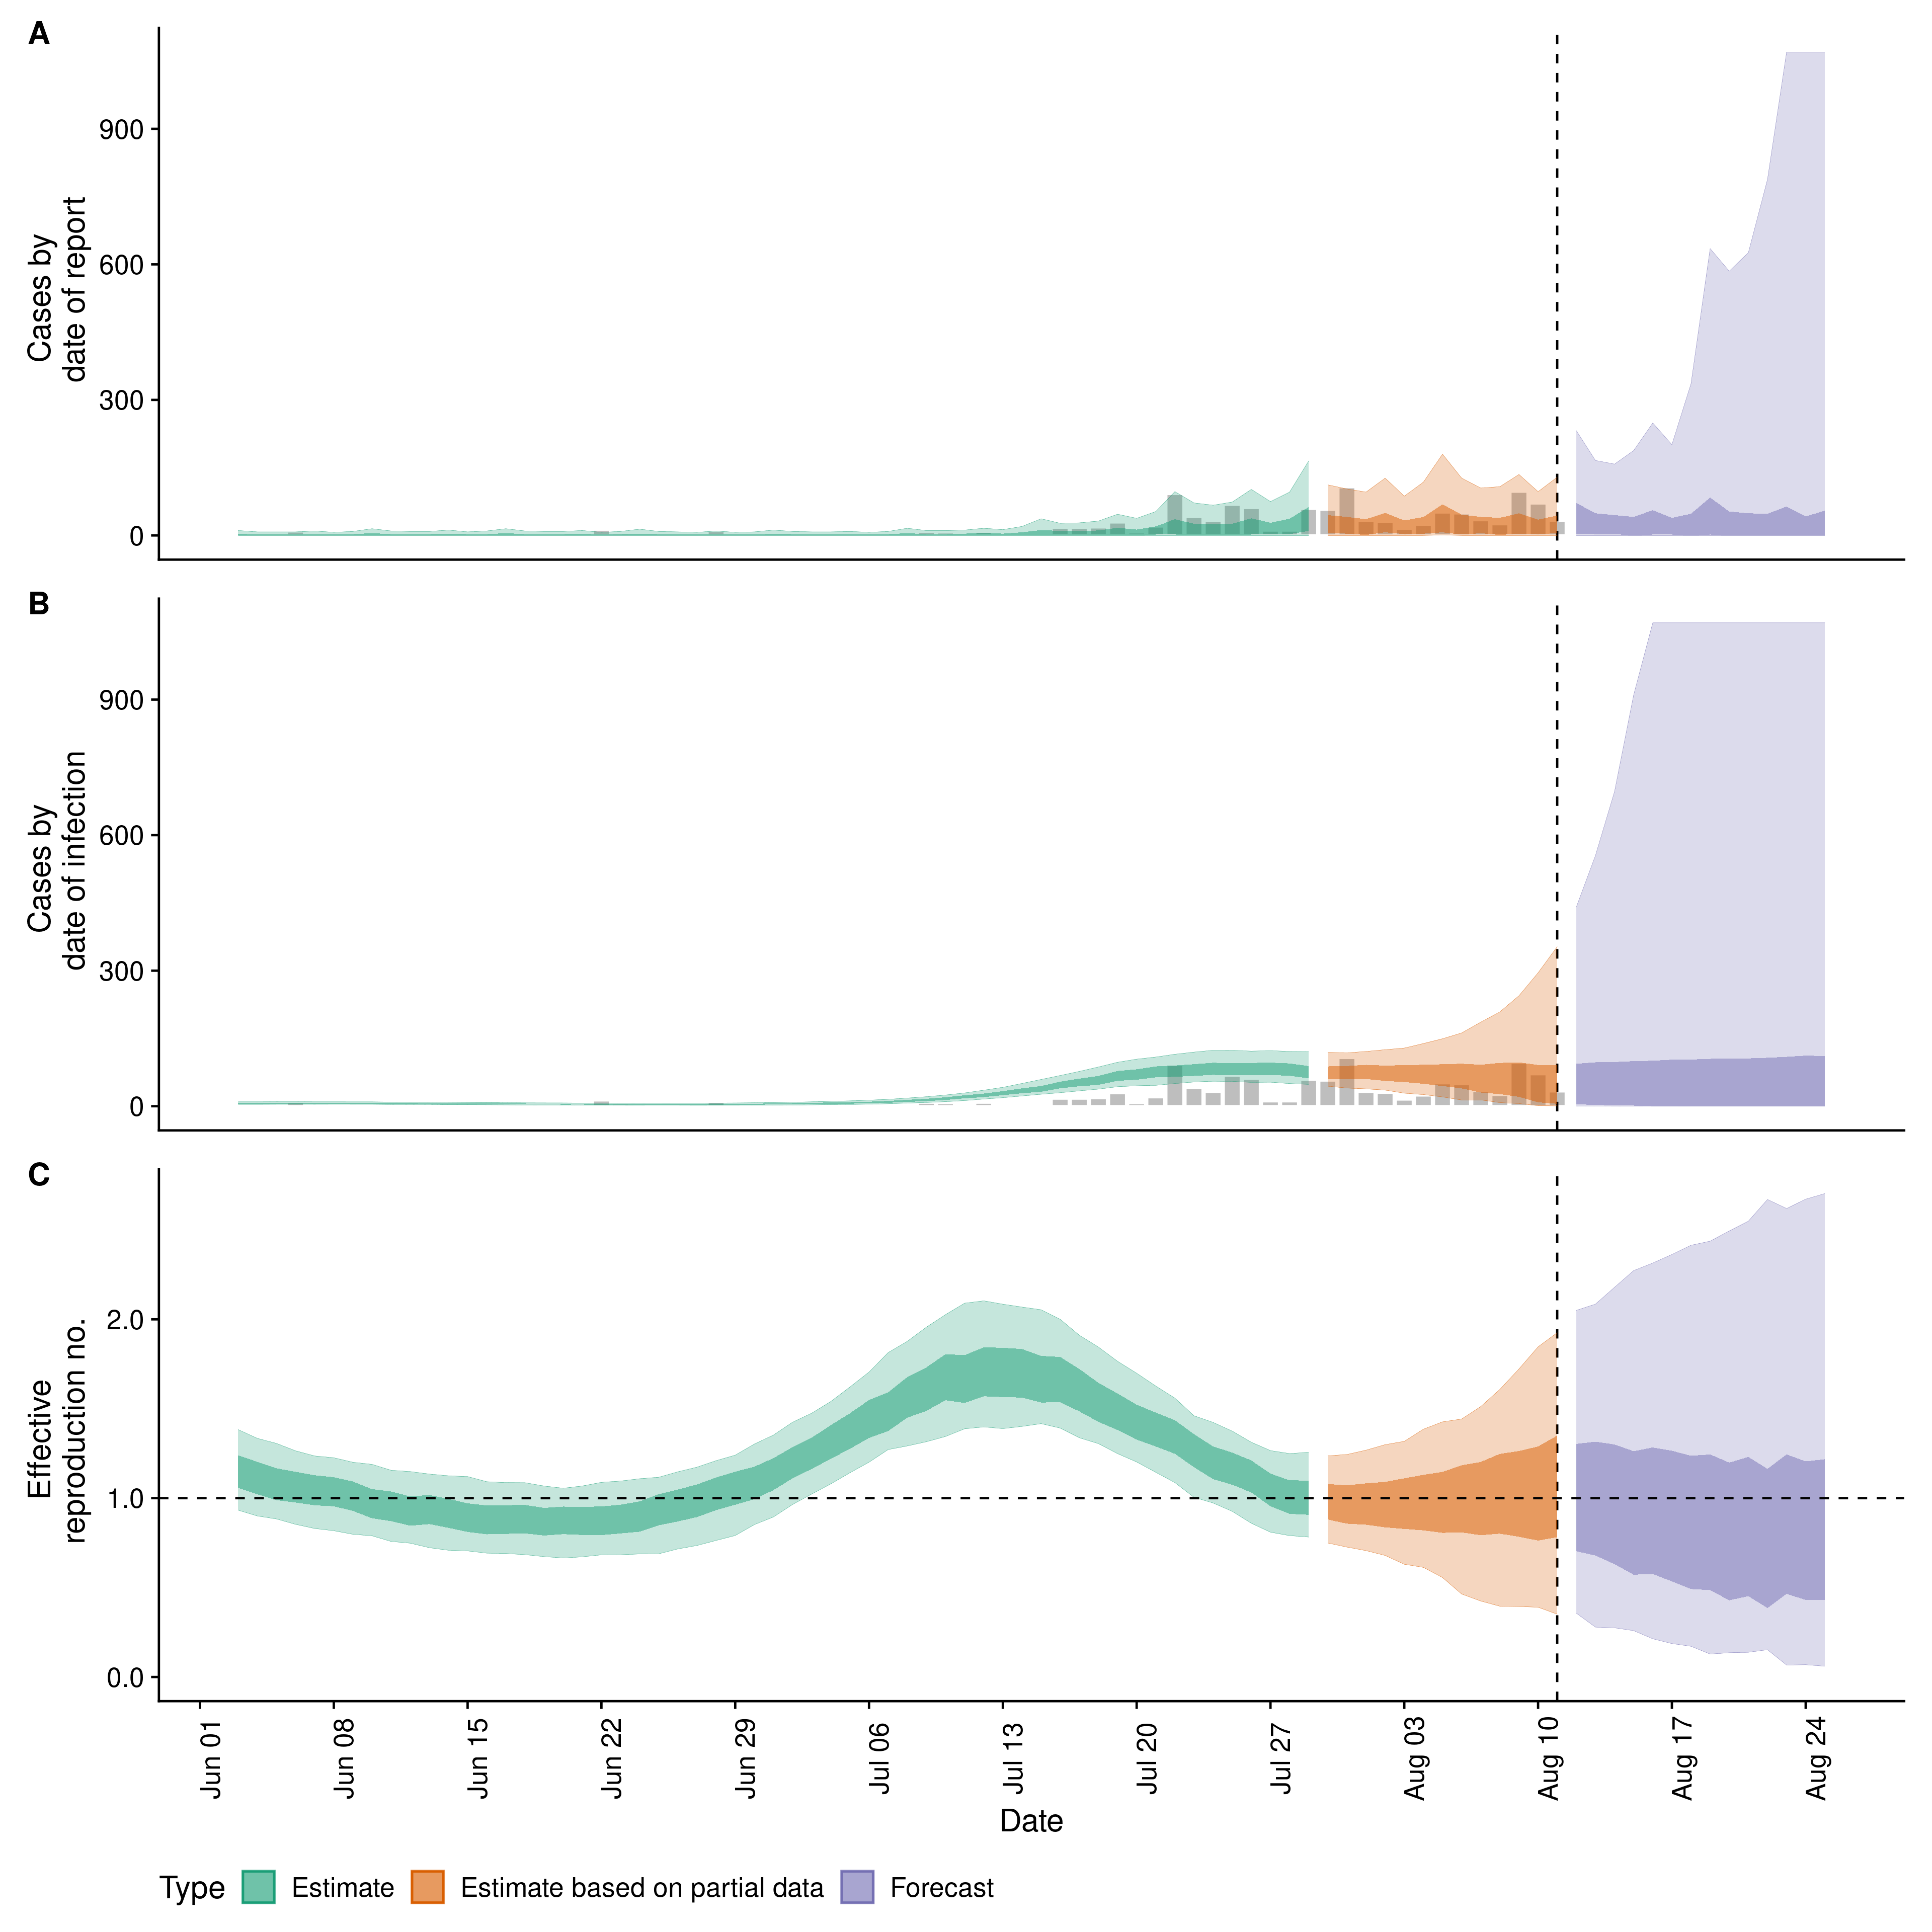 A
Cases by
date of report
900
600
300
0
B
Cases by
date of infection
900
600
300
0
C
Effective
reproduction no.
2.0
1.0
0.0
Jun 01
Jun 08
Jun 15
Jun 22
Jun 29
Jul 06
Jul 13
Jul 20
Jul 27
Aug 03
Aug 10
Aug 17
Aug 24
Date
Type Estimate Estimate based on partial data Forecast